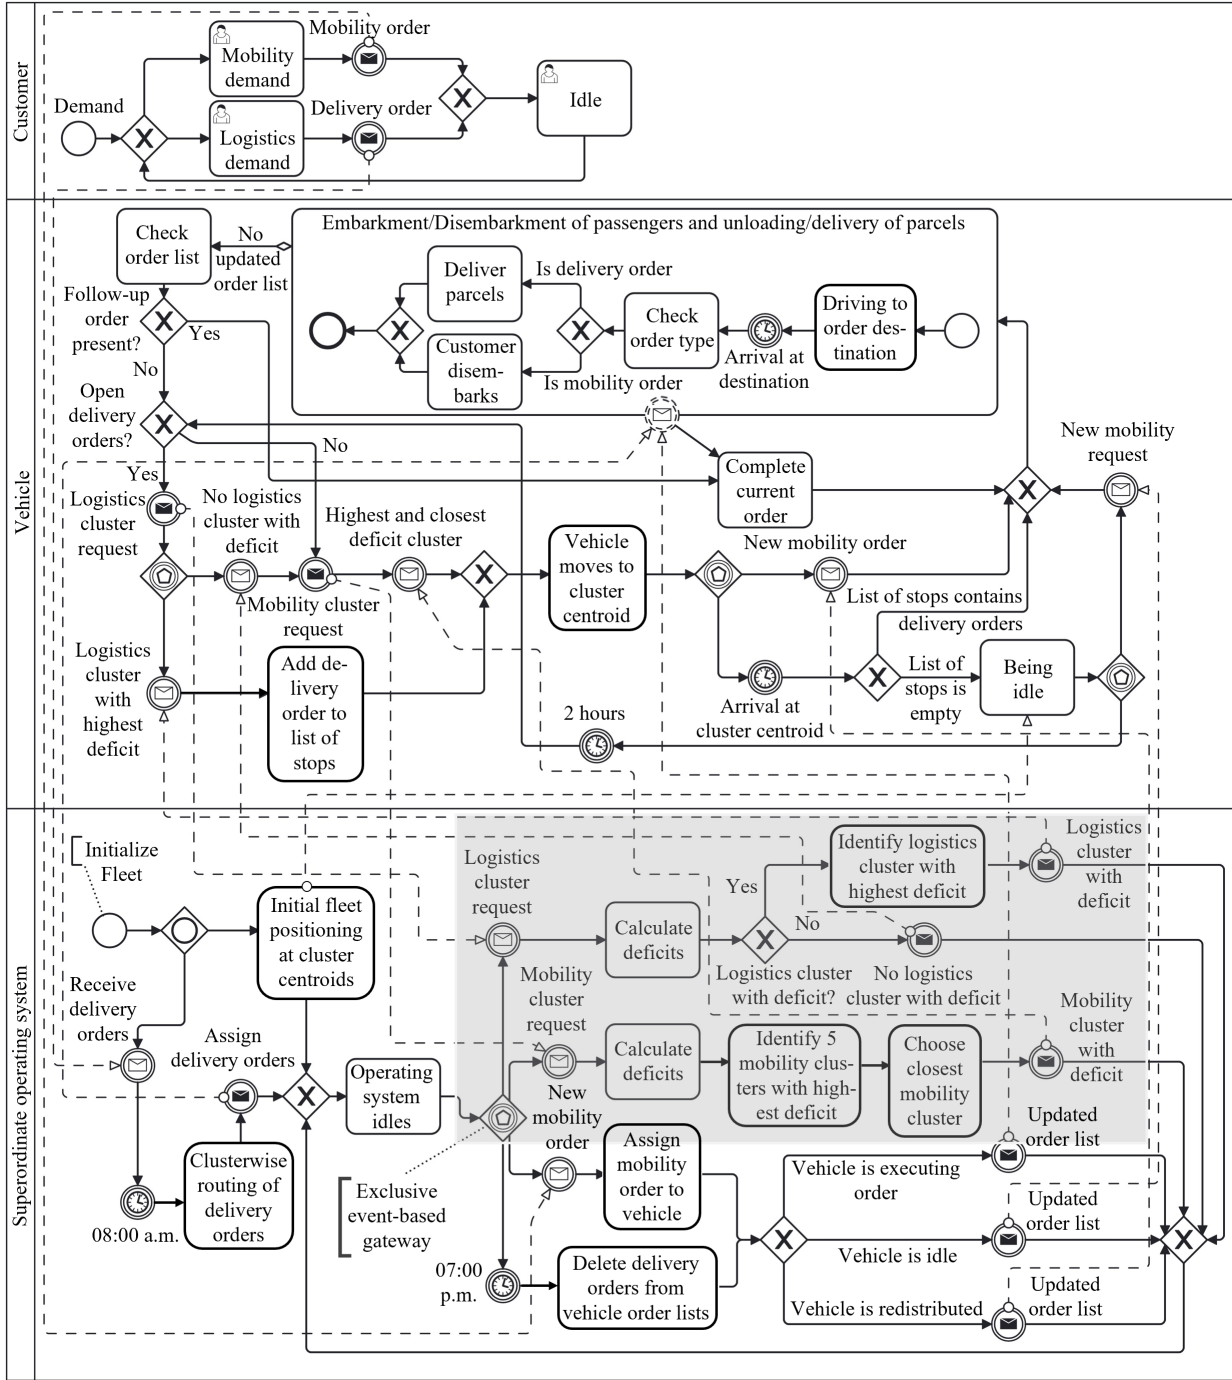 Customer
Demand
Mobility
demand
Mobility order
Logistics
demand
Delivery order
Idle
Vehicle
Check
order list
No
updated
order list
Embarkment/Disembarkment of passengers and unloading/delivery of parcels
Deliver
parcels
Is delivery order
Check
order type
Driving to
order des-
tination
Arrival at
destination
Customer
disem-
barks
Is mobility order
Follow-up
order
present?
Yes
No
Open
delivery
orders?
No
Yes
Complete
current
order
New mobility
request
Logistics
cluster
request
No logistics
cluster with
deficit
Highest and closest
deficit cluster
Mobility cluster
request
Vehicle
moves to
cluster
centroid
New mobility order
List of stops contains
delivery orders
Logistics
cluster
with
highest
deficit
Add de-
livery
order to
list of
stops
2 hours
Arrival at
cluster centroid
List of
stops is
empty
Being
idle
Superordinate operating system
Initialize
Fleet
Initial fleet
positioning
at cluster
centroids
Receive
delivery
orders
Assign
delivery orders
08:00 a.m.
Clusterwise
routing of
delivery
orders
Operating
system
idles
Logistics
cluster
request
Calculate
deficits
Yes
No
Logistics cluster
with deficit?
Identify logistics
cluster with
highest deficit
Logistics
cluster
with
deficit
No logistics
cluster with deficit
Mobility
cluster
request
Calculate
deficits
Identify 5
mobility clus-
ters with high-
est deficit
Choose
closest
mobility
cluster
Mobility
cluster
with
deficit
New
mobility
order
Assign
mobility
order to
vehicle
Exclusive
event-based
gateway
07:00
p.m.
Delete delivery
orders from
vehicle order lists
Vehicle is executing
order
Updated
order list
Vehicle is idle
Updated
order list
Vehicle is redistributed
Updated
order list